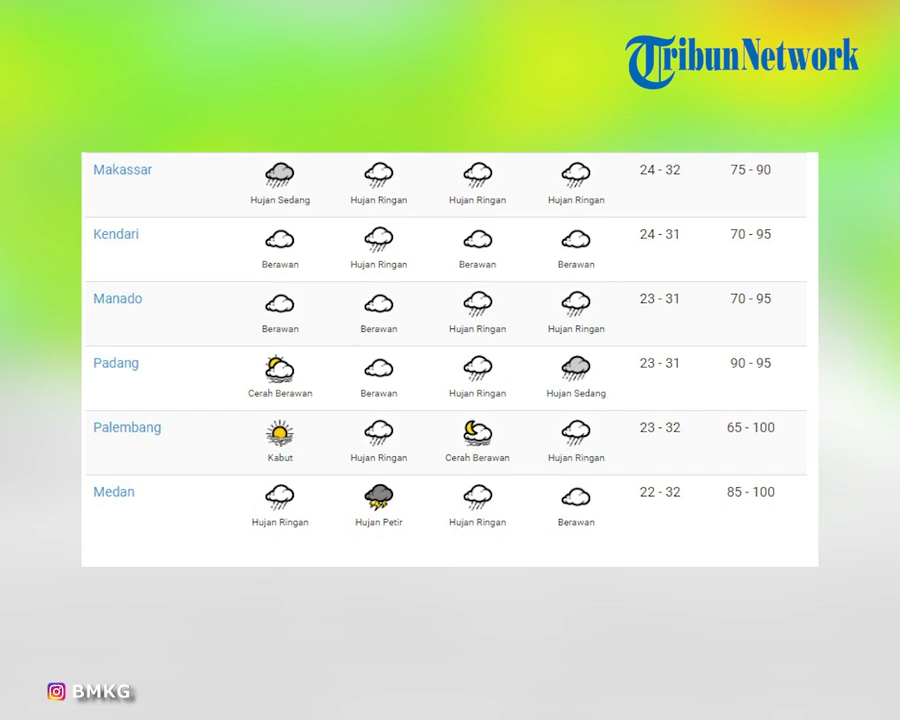 Tribun Network
Makassar 24 - 32 75 - 90
Hujan Sedang Hujan Ringan Hujan Ringan Hujan Ringan
Kendari 24 - 31 70 - 95
Berawan Hujan Ringan Berawan Berawan
Manado 23 - 31 70 - 95
Berawan Berawan Hujan Ringan Hujan Ringan
Padang 23 - 31 90 - 95
Cerah Berawan Berawan Hujan Ringan Hujan Sedang
Palembang 23 - 32 65 - 100
Kabut Hujan Ringan Cerah Berawan Hujan Ringan
Medan 22 - 32 85 - 100
Hujan Ringan Hujan Petir Hujan Ringan Berawan
BMKG